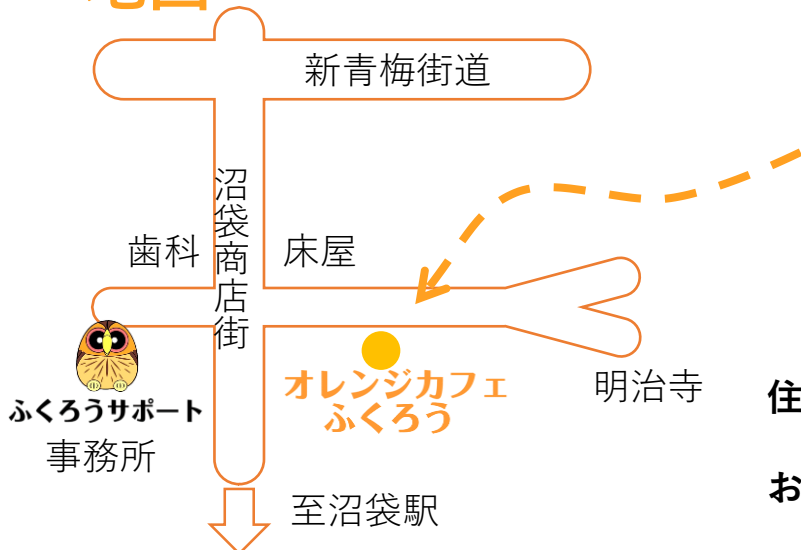 新青梅街道
沼袋商店街
歯科
床屋
オレンジカフェ
ふくろう
明治寺
ふくろうサポート
事務所
至沼袋駅
住
お